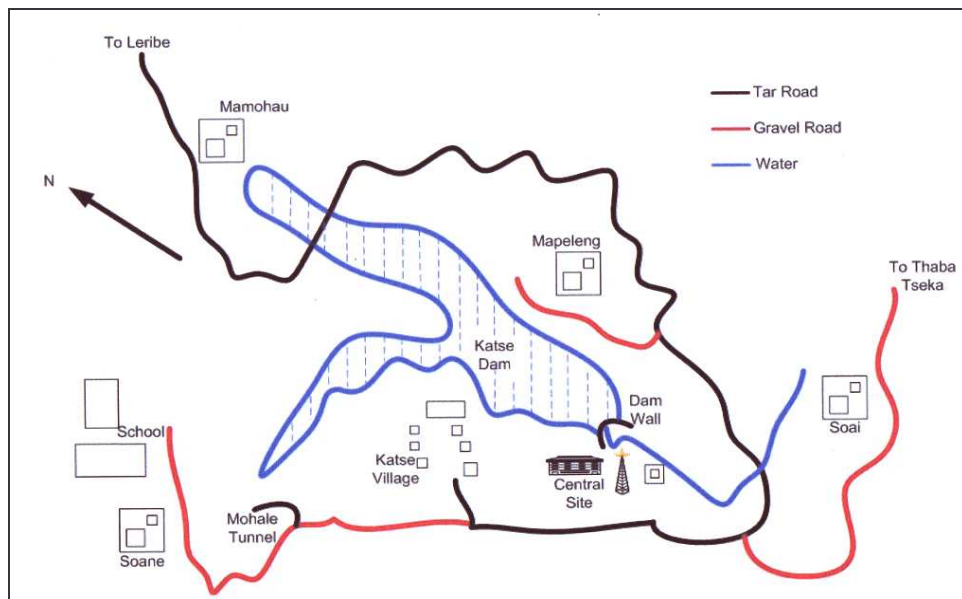 To Leribe
Mamohau
Tar Road
Gravel Road
Water
N
Mapeleng
To Thaba
Tseka
Katse
Dam
Dam
Wall
Soai
School
Katse
Village
Central
Site
Mohale
Tunnel
Soane